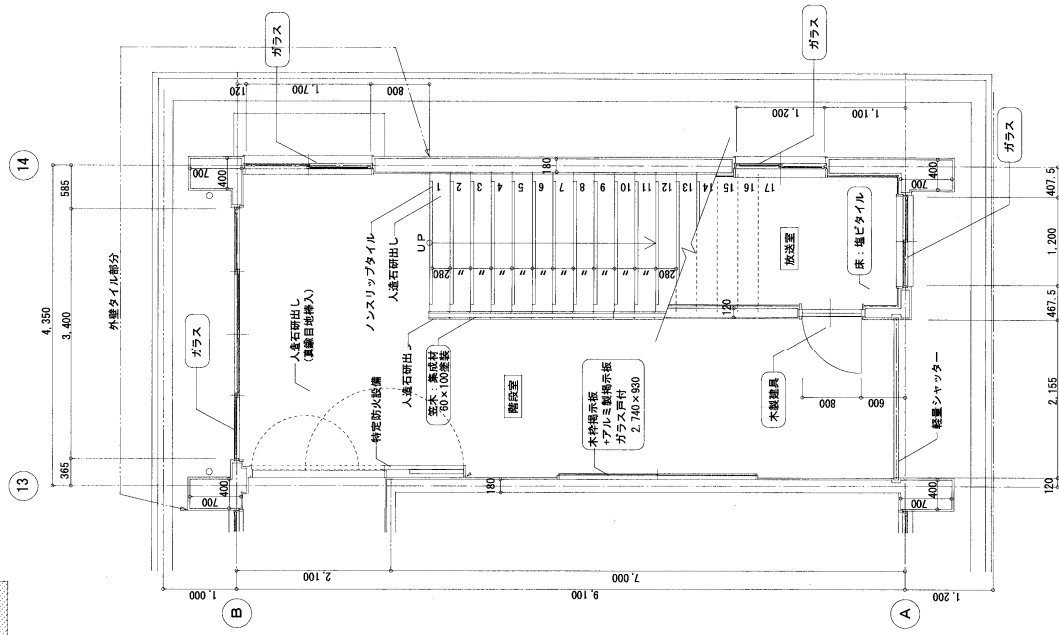 14
13
B
A
585
3,400
365
4,350
外壁タイル部分
ガラス
ガラス
ガラス
ガラス
120
1,700
800
1,200
1,100
700
400
700
400
700
400
700
400
180
180
407.5
1,200
467.5
2,155
120
人造石研出し
(真鍮目地棒入)
ノンスリップタイル
人造石研出し
人造石研出し
特定防火設備
笠木：集成材
60×100塗装
階段室
木枠掲示板
+アルミ製掲示板
ガラス戸付
2,740×930
UP
1
2
3
4
5
6
7
8
9
10
11
12
13
14
15
16
17
280
〃
〃
〃
〃
〃
〃
〃
〃
〃
〃
280
120
放送室
床：塩ビタイル
木製建具
800
600
軽量シャッター
1,000
2,100
7,000
9,100
1,200